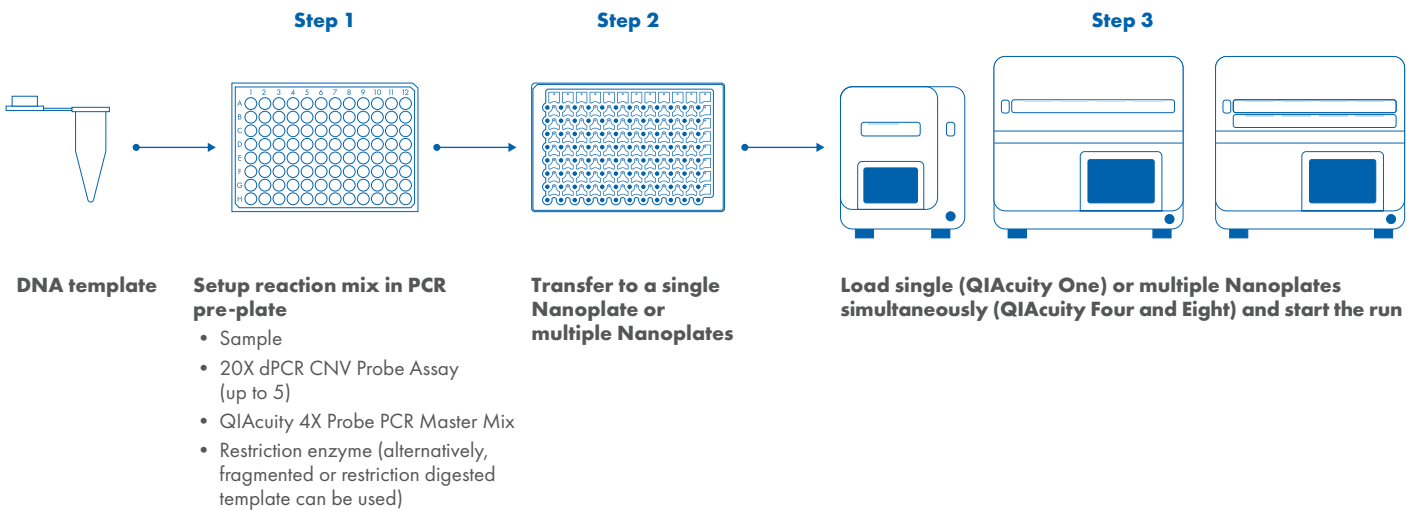 Step 1
Step 2
Step 3
1 2 3 4 5 6 7 8 9 10 11 12
A
B
C
D
E
F
G
H
DNA template
Setup reaction mix in PCR
pre-plate
• Sample
• 20X dPCR CNV Probe Assay
(up to 5)
• QIAcuity 4X Probe PCR Master Mix
• Restriction enzyme (alternatively,
fragmented or restriction digested
template can be used)
Transfer to a single
Nanoplate or
multiple Nanoplates
Load single (QIAcuity One) or multiple Nanoplates
simultaneously (QIAcuity Four and Eight) and start the run